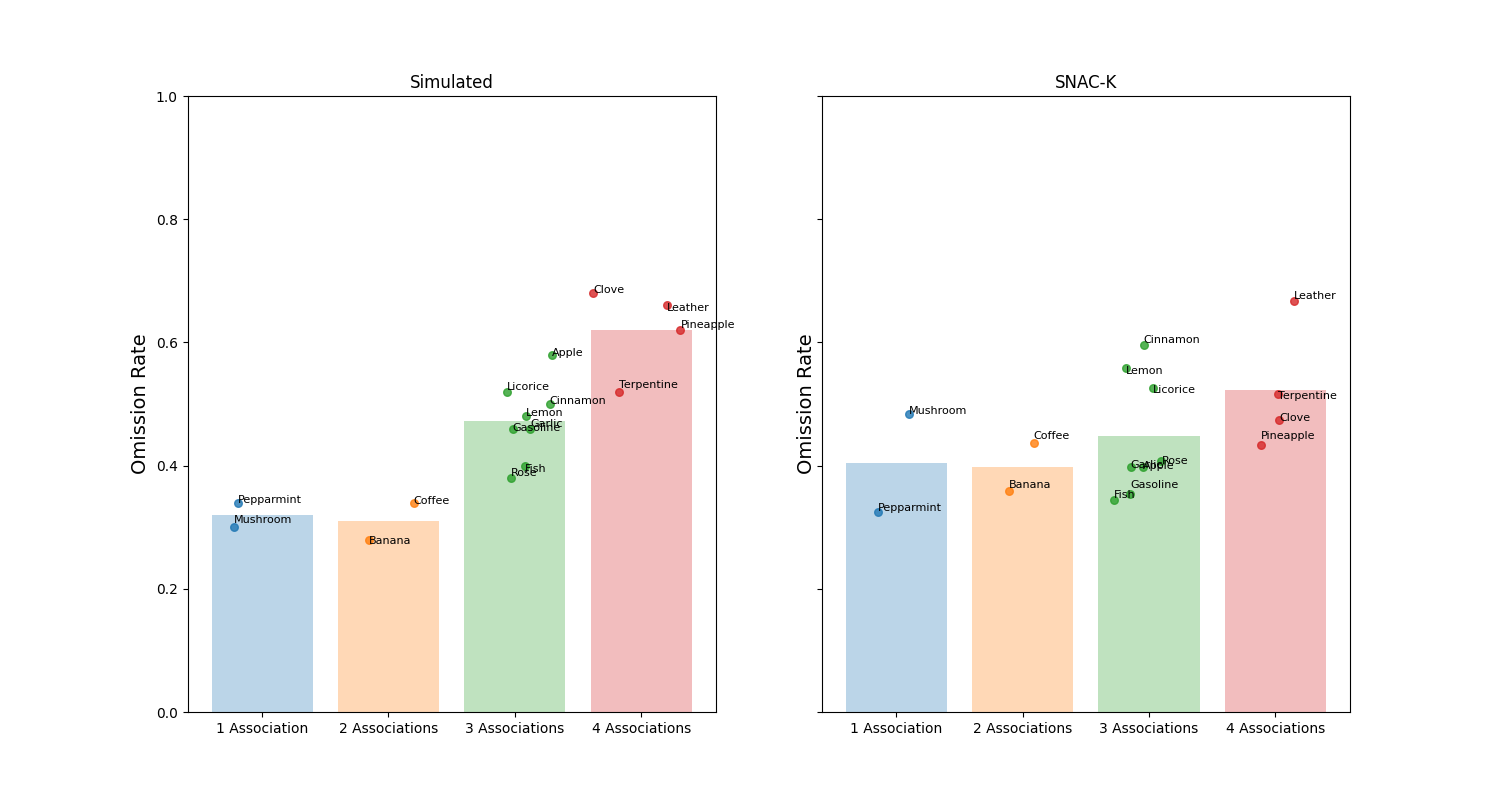 Simulated
Omission Rate
1.0
0.8
0.6
0.4
0.2
0.0
Clove
Leather
Pineapple
Apple
Licorice
Terpentine
Cinnamon
Lemon
Garlic
Gasoline
Fish
Rose
Pepparmint
Coffee
Mushroom
Banana
1 Association
2 Associations
3 Associations
4 Associations
SNAC-K
Omission Rate
Leather
Cinnamon
Lemon
Licorice
Terpentine
Mushroom
Clove
Coffee
Pineapple
Rose
Garlic
Apple
Banana
Gasoline
Fish
Pepparmint
1 Association
2 Associations
3 Associations
4 Associations